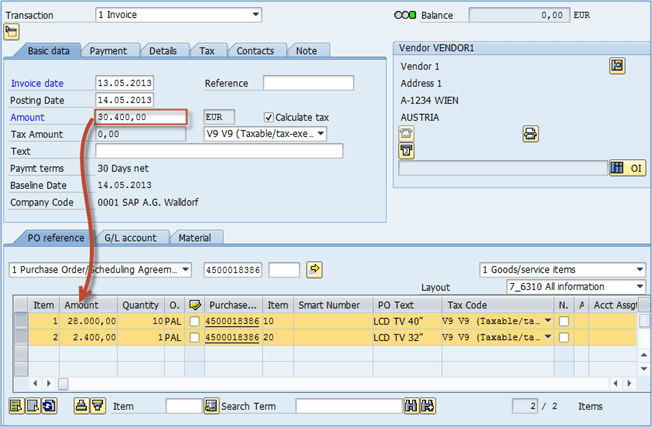 Transaction 1 Invoice Balance 0,00 EUR
Basic data Payment Details Tax Contacts Note
Invoice date 13.05.2013 Reference
Posting Date 14.05.2013
Amount 30.400,00 EUR Calculate tax
Tax Amount 0,00 V9 V9 (Taxable/tax-exe...
Text
Paymt terms 30 Days net
Baseline Date 14.05.2013
Company Code 0001 SAP A.G. Walldorf
Vendor VENDOR1
Vendor 1
Address 1
A-1234 WIEN
AUSTRIA
OI
PO reference G/L account Material
1 Purchase Order/Scheduling Agreem... 4500018386 1 Goods/service items
Layout 7_6310 All information
Item Amount Quantity O. Purchase... Item Smart Number PO Text Tax Code N. A Acct Assgt
1 28.000,00 10 PAL 4500018386 10 LCD TV 40" V9 V9 (Taxable/ta...
2 2.400,00 1 PAL 4500018386 20 LCD TV 32" V9 V9 (Taxable/ta...
Item Search Term 2 / 2 Items